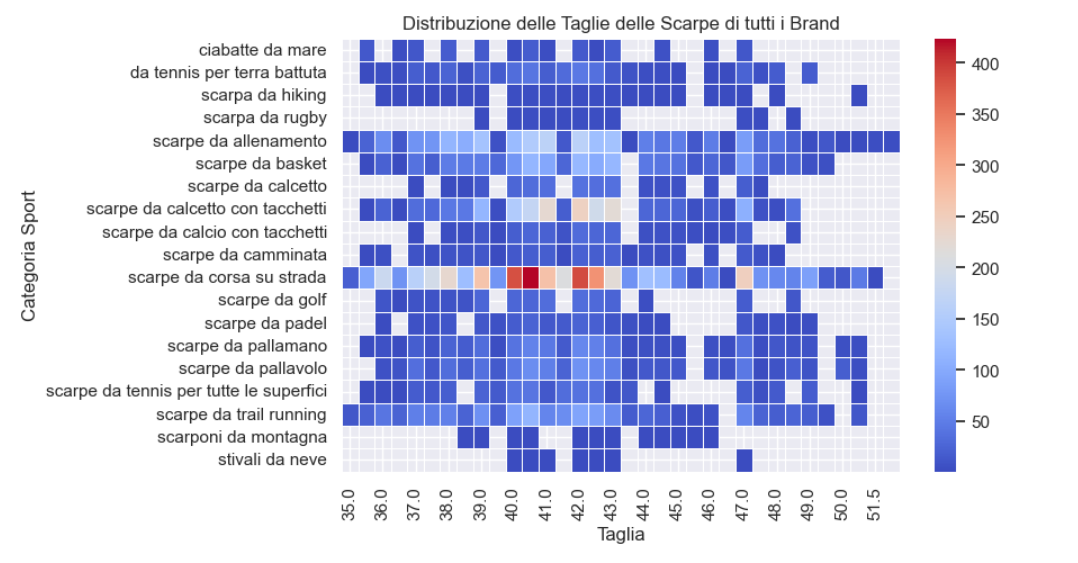 Distribuzione delle Taglie delle Scarpe di tutti i Brand
Categoria Sport
ciabatte da mare
da tennis per terra battuta
scarpa da hiking
scarpa da rugby
scarpe da allenamento
scarpe da basket
scarpe da calcetto
scarpe da calcetto con tacchetti
scarpe da calcio con tacchetti
scarpe da camminata
scarpe da corsa su strada
scarpe da golf
scarpe da padel
scarpe da pallamano
scarpe da pallavolo
scarpe da tennis per tutte le superfici
scarpe da trail running
scarponi da montagna
stivali da neve
35.0
36.0
37.0
38.0
39.0
40.0
41.0
42.0
43.0
44.0
45.0
46.0
47.0
48.0
49.0
50.0
51.5
Taglia
400
350
300
250
200
150
100
50